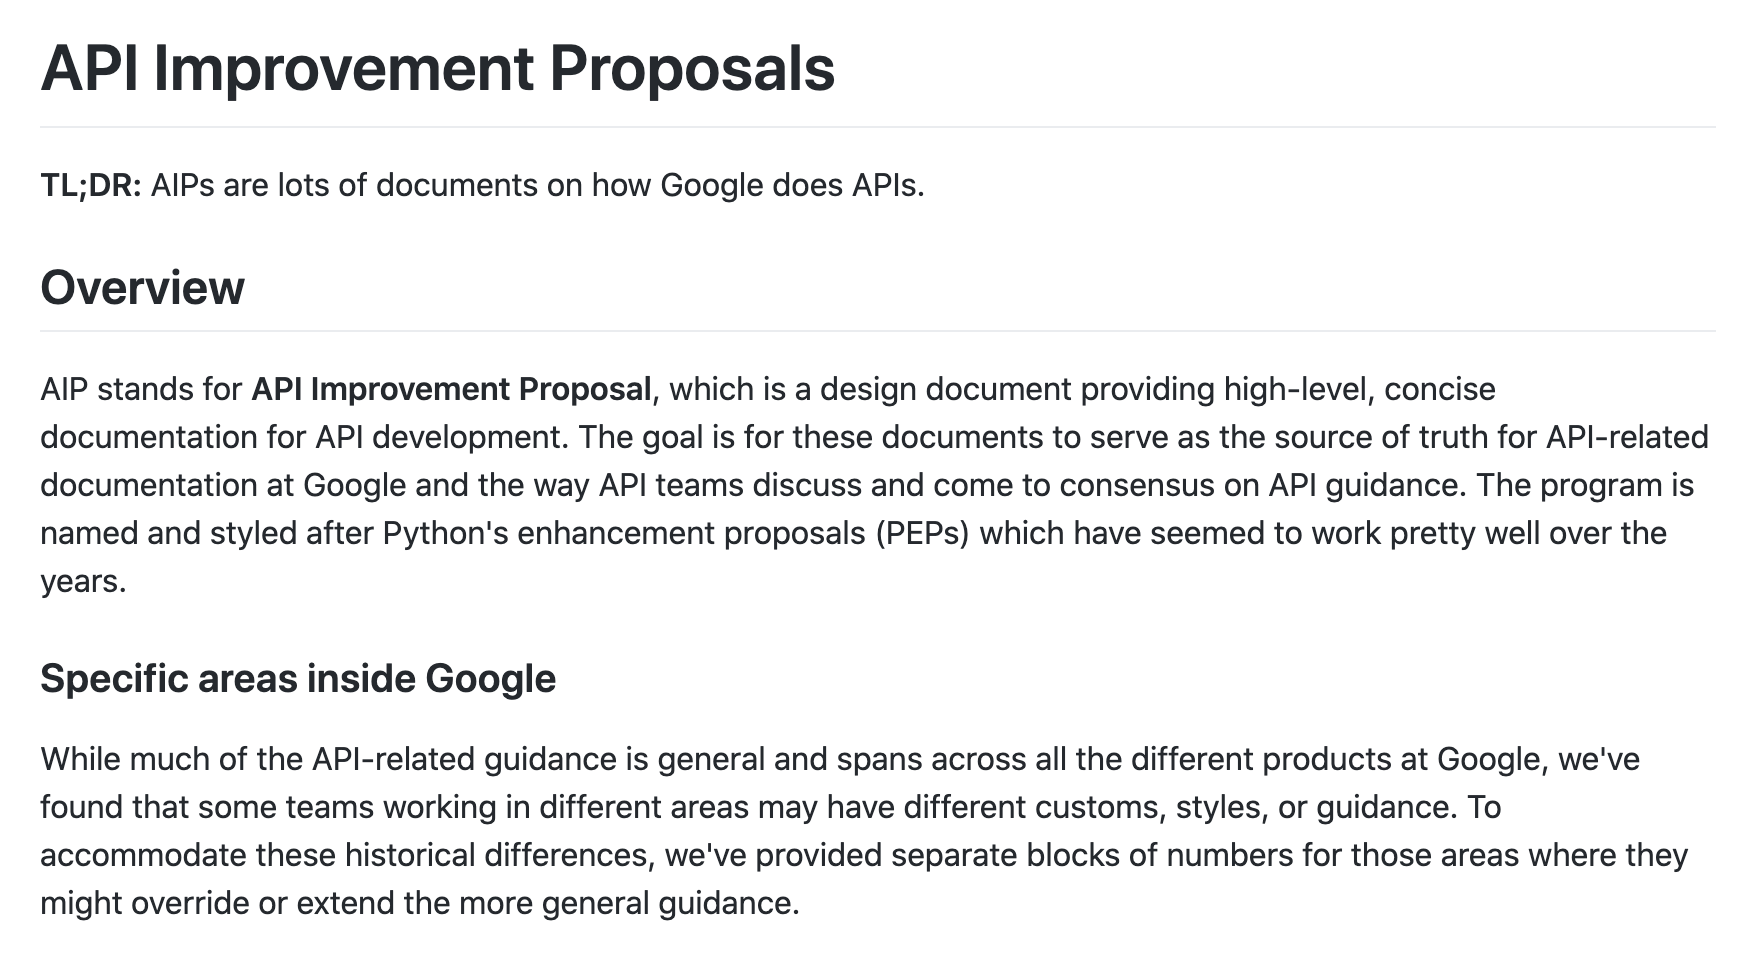 API Improvement Proposals
TL;DR: AIPs are lots of documents on how Google does APIs.
Overview
AIP stands for API Improvement Proposal, which is a design document providing high-level, concise
documentation for API development. The goal is for these documents to serve as the source of truth for API-related
documentation at Google and the way API teams discuss and come to consensus on API guidance. The program is
named and styled after Python's enhancement proposals (PEPs) which have seemed to work pretty well over the
years.
Specific areas inside Google
While much of the API-related guidance is general and spans across all the different products at Google, we've
found that some teams working in different areas may have different customs, styles, or guidance. To
accommodate these historical differences, we've provided separate blocks of numbers for those areas where they
might override or extend the more general guidance.